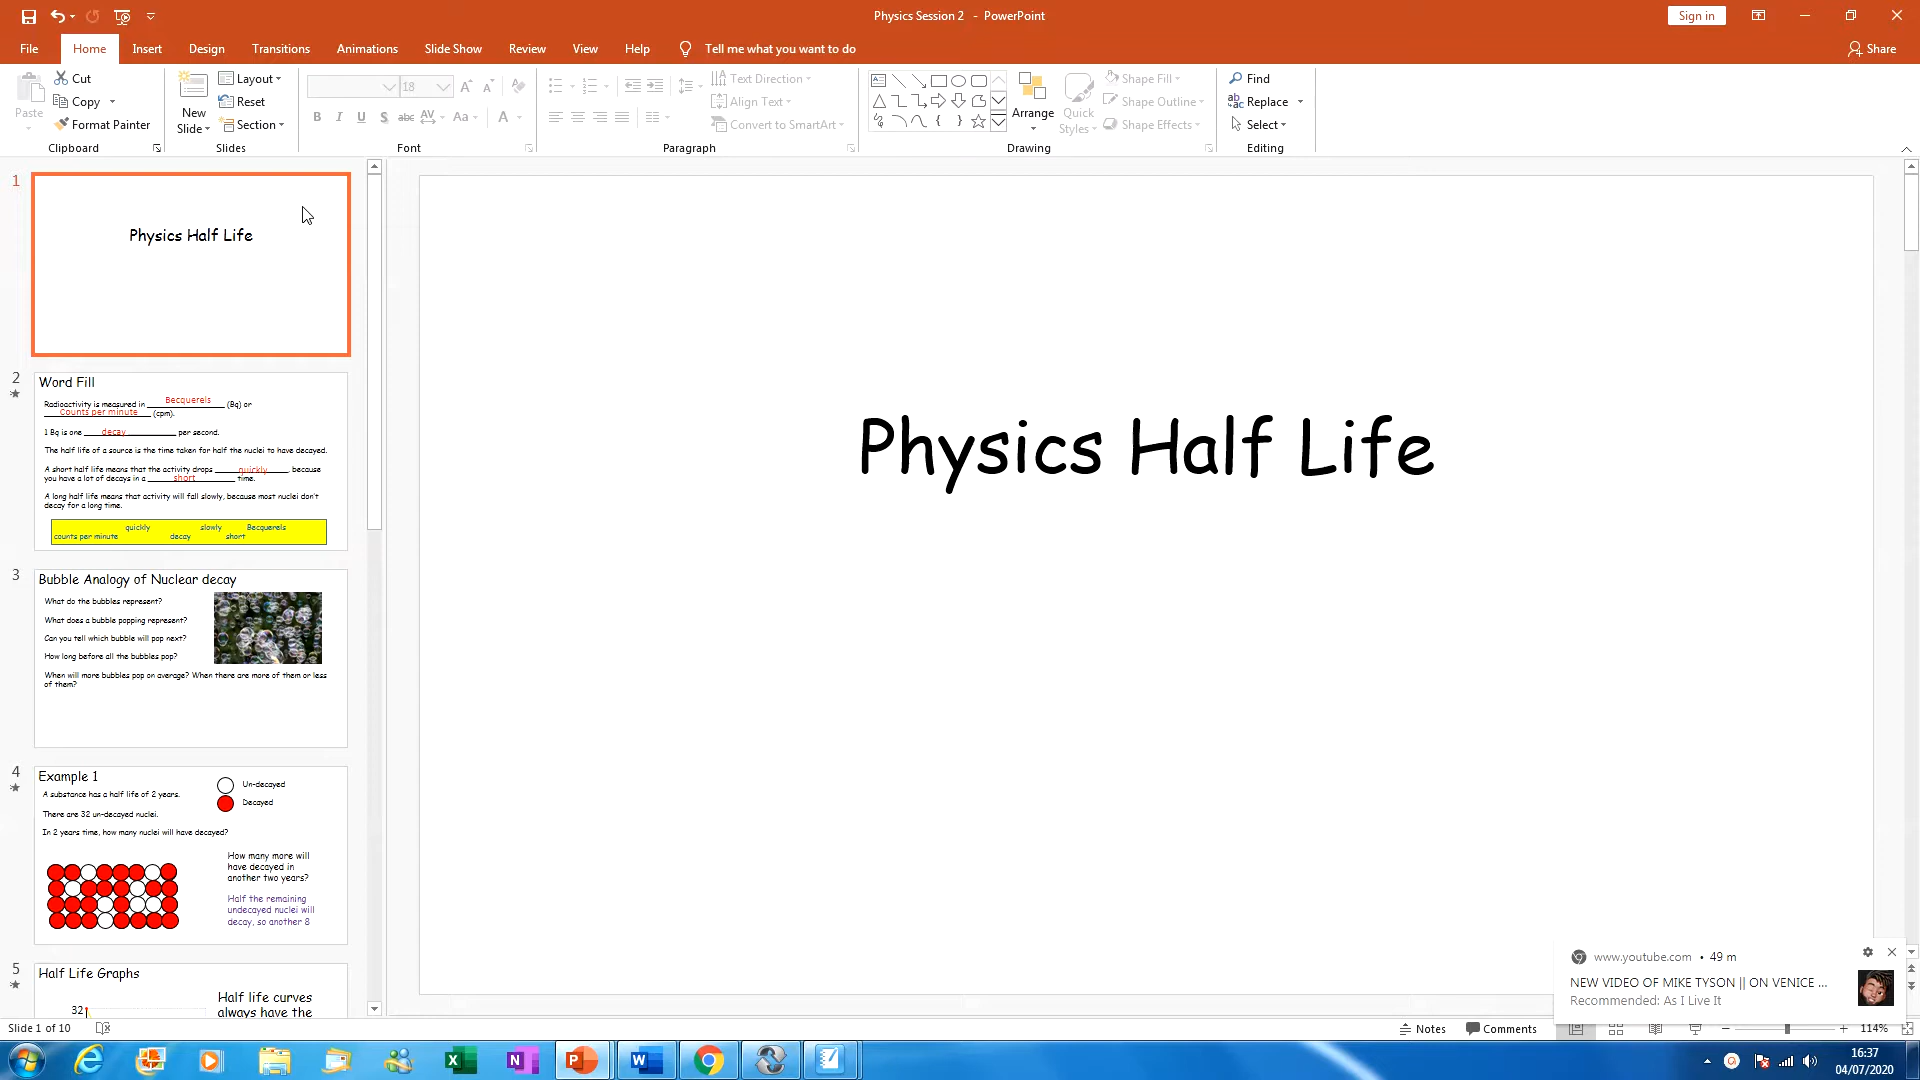 Physics Session 2 - PowerPoint
Sign in
File Home Insert Design Transitions Animations Slide Show Review View Help Tell me what you want to do Share
Paste
Cut
Copy
Format Painter
Clipboard
New Slide
Layout
Reset
Section
Slides
18
B I U S abc AV Aa A
Font
Text Direction
Align Text
Convert to SmartArt
Paragraph
Arrange
Quick Styles
Shape Fill
Shape Outline
Shape Effects
Drawing
Find
Replace
Select
Editing
1
Physics Half Life
2
Word Fill
Radioactivity is measured in Becquerels (Bq) or
Counts per minute (cpm).
1 Bq is one decay per second.
The half life of a source is the time taken for half the nuclei to have decayed.
A short half life means that the activity drops quickly, because
you have a lot of decays in a short time.
A long half life means that activity will fall slowly, because most nuclei don't
decay for a long time.
quickly slowly Becquerels
counts per minute decay short
3
Bubble Analogy of Nuclear decay
What do the bubbles represent?
What does a bubble popping represent?
Can you tell which bubble will pop next?
How long before all the bubbles pop?
When will more bubbles pop on average? When there are more of them or less
of them?
4
Example 1
A substance has a half life of 2 years.
There are 32 un-decayed nuclei.
In 2 years time, how many nuclei will have decayed?
Un-decayed
Decayed
How many more will
have decayed in
another two years?
Half the remaining
undecayed nuclei will
decay, so another 8
5
Half Life Graphs
32
Half life curves
always have the
Physics Half Life
www.youtube.com • 49 m
NEW VIDEO OF MIKE TYSON || ON VENICE ...
Recommended: As I Live It
Slide 1 of 10
Notes
Comments
114%
16:37
04/07/2020